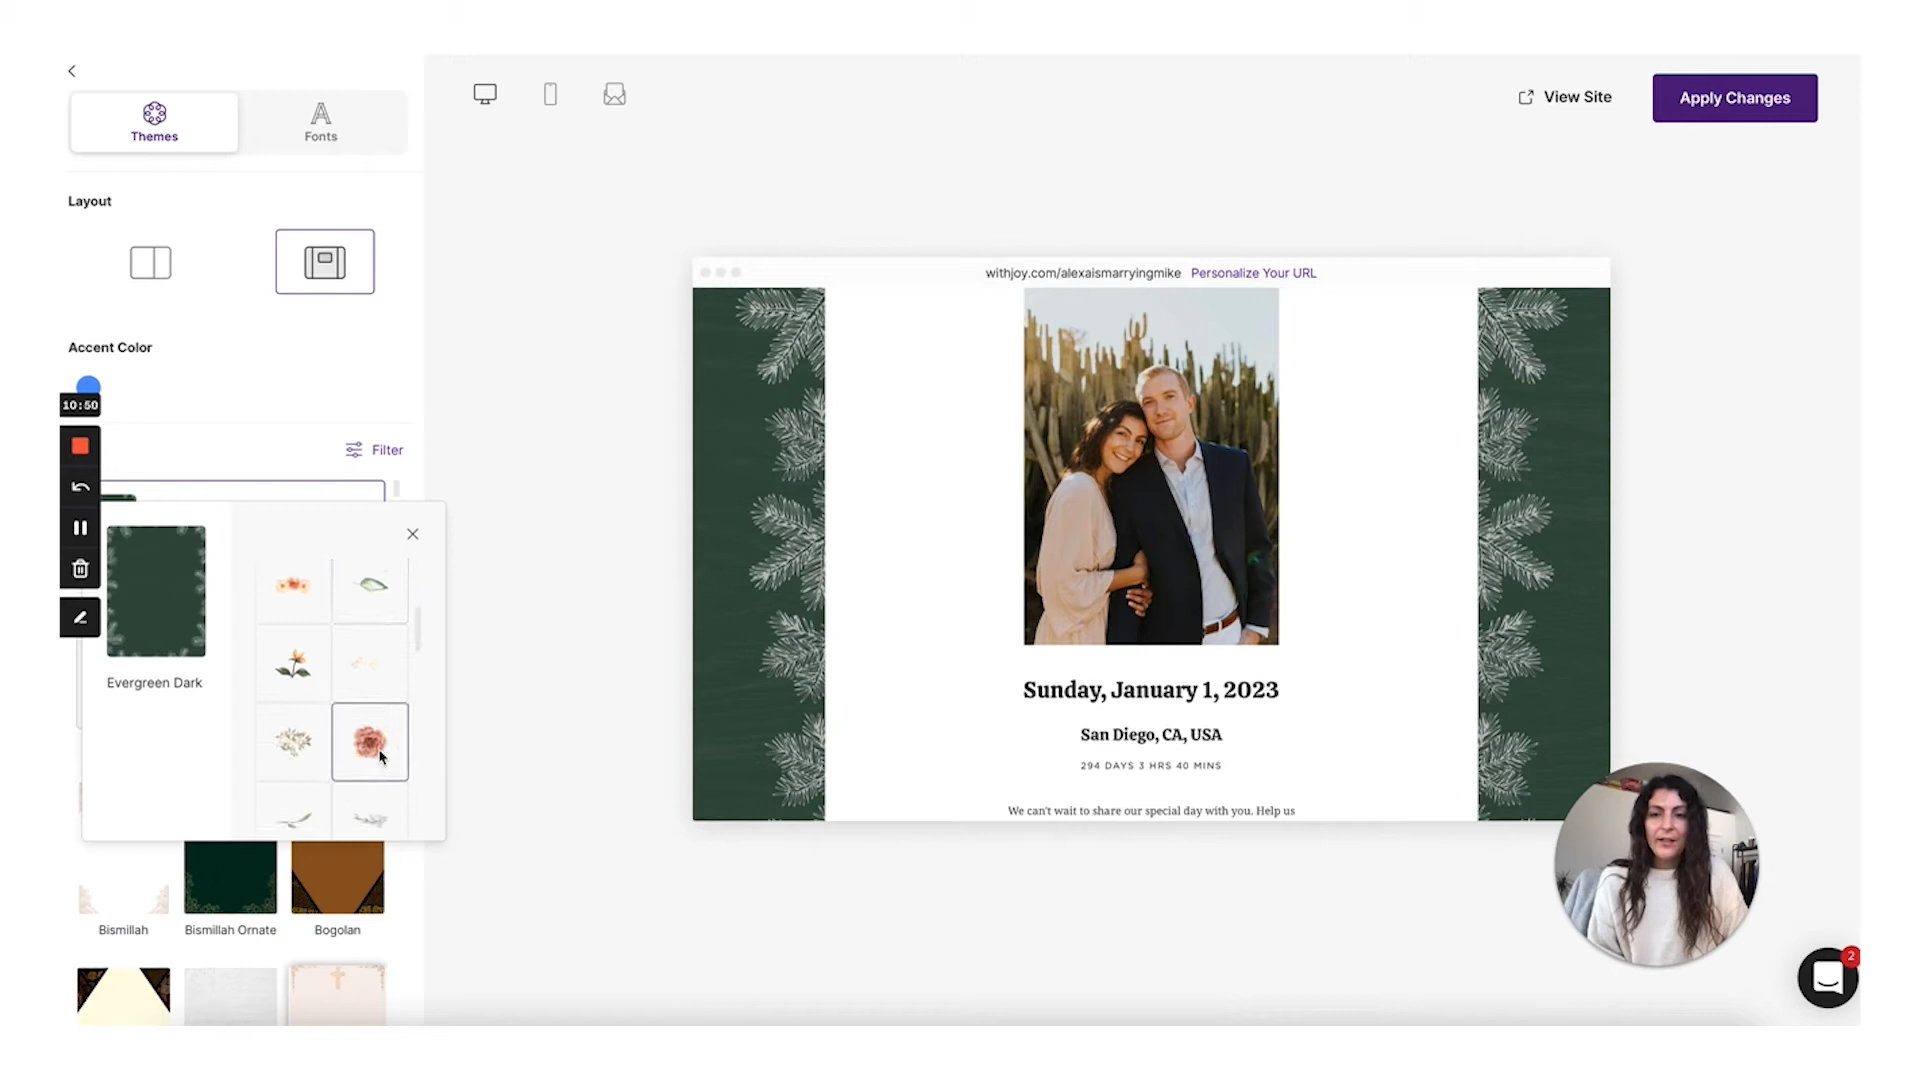 Themes
Fonts
View Site
Apply Changes
Layout
Accent Color
10:50
Filter
Evergreen Dark
Bismillah
Bismillah Ornate
Bogolan
withjoy.com/alexaismarryingmike Personalize Your URL
Sunday, January 1, 2023
San Diego, CA, USA
294 DAYS 3 HRS 40 MINS
We can't wait to share our special day with you. Help us
2